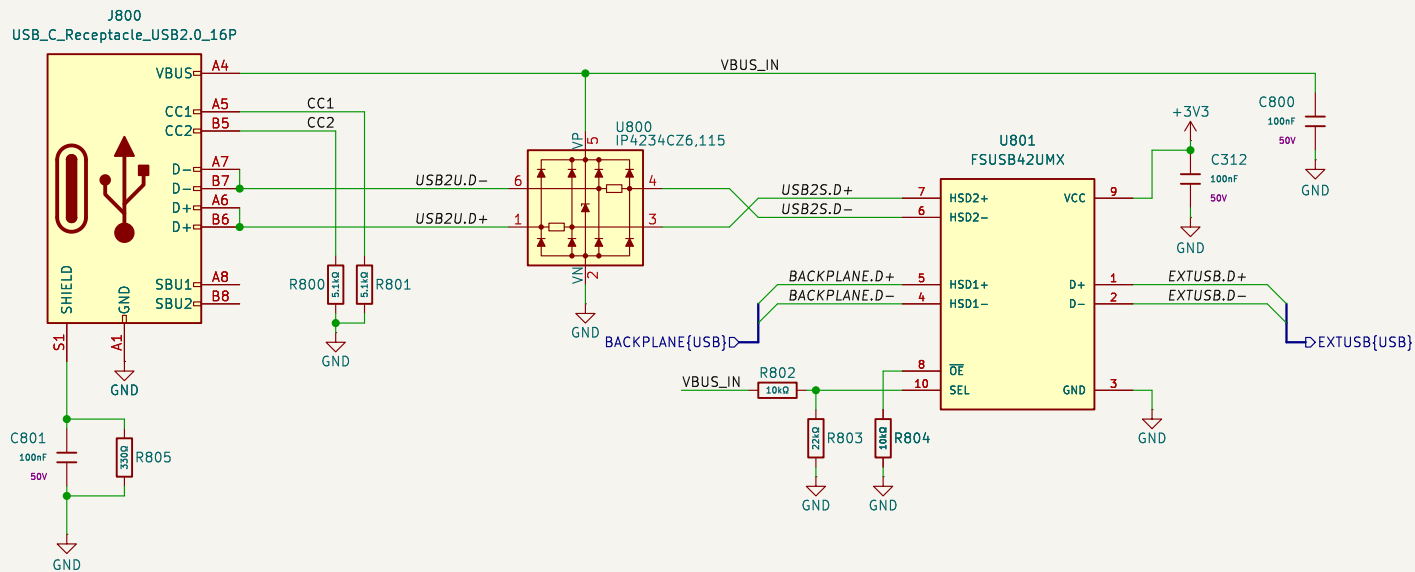 J800
USB_C_Receptacle_USB2.0_16P
VBUS
A4
CC1
A5
CC2
B5
D-
A7
D-
B7
D+
A6
D+
B6
SBU1
A8
SBU2
B8
SHIELD
GND
S1
A1
GND
C801
100nF
50V
330Ω
R805
GND
CC1
CC2
R800
5.1kΩ
5.1kΩ
R801
GND
VBUS_IN
USB2U.D-
USB2U.D+
U800
IP4234CZ6,115
VP
5
6
1
4
3
VN
2
GND
USB2S.D+
USB2S.D-
BACKPLANE.D+
BACKPLANE.D-
BACKPLANE{USB}
VBUS_IN
R802
10kΩ
22kΩ
R803
GND
10kΩ
R804
GND
U801
FSUSB42UMX
7
HSD2+
6
HSD2-
5
HSD1+
4
HSD1-
8
OE
10
SEL
VCC
9
D+
1
D-
2
GND
3
GND
+3V3
C312
100nF
50V
GND
C800
100nF
50V
GND
EXTUSB.D+
EXTUSB.D-
EXTUSB{USB}